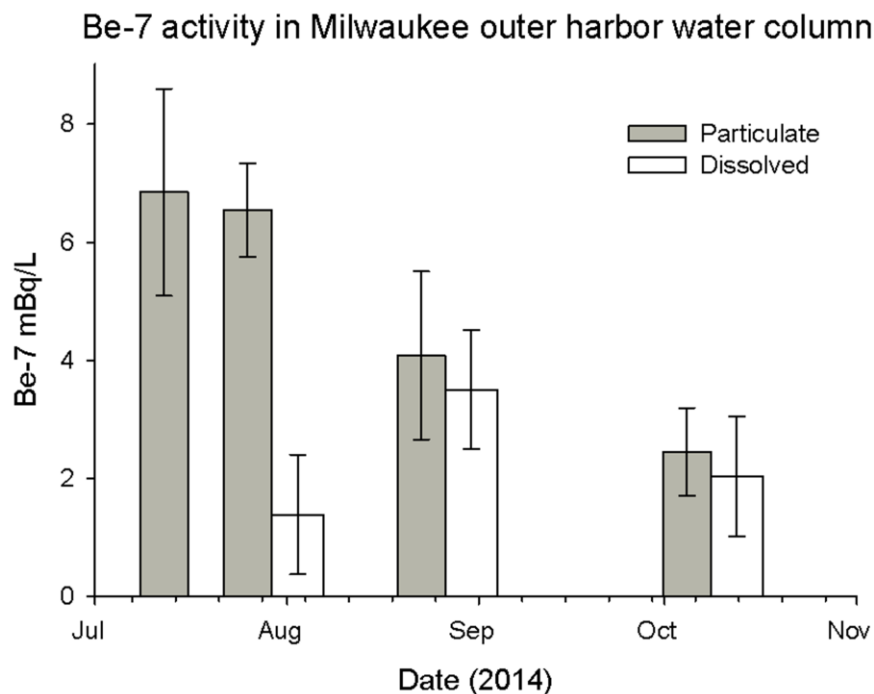 Be-7 activity in Milwaukee outer harbor water column
Particulate
Dissolved
Be-7 mBq/L
8
6
4
2
0
Jul Aug Sep Oct Nov
Date (2014)